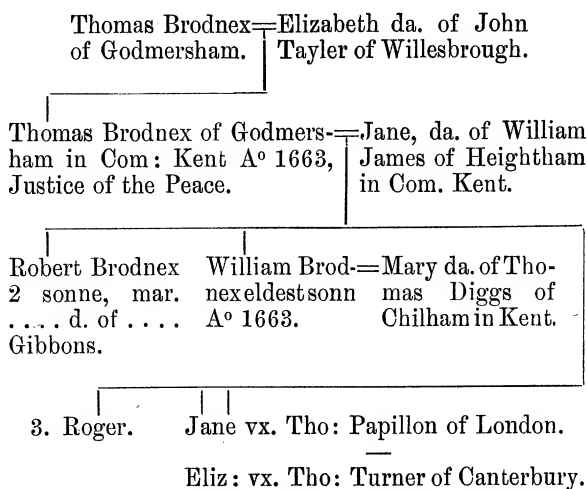 Thomas Brodnex = Elizabeth da. of John
of Godmersham. Tayler of Willesbrough.
Thomas Brodnex of Godmers- = Jane, da. of William
ham in Com: Kent Aº 1663, James of Heightham
Justice of the Peace. in Com. Kent.
Robert Brodnex William Brod- = Mary da. of Tho-
2 sonne, mar. nex eldest sonn mas Diggs of
.... d. of .... Aº 1663. Chilham in Kent.
Gibbons.
3. Roger. Jane vx. Tho: Papillon of London.
Eliz: vx. Tho: Turner of Canterbury.